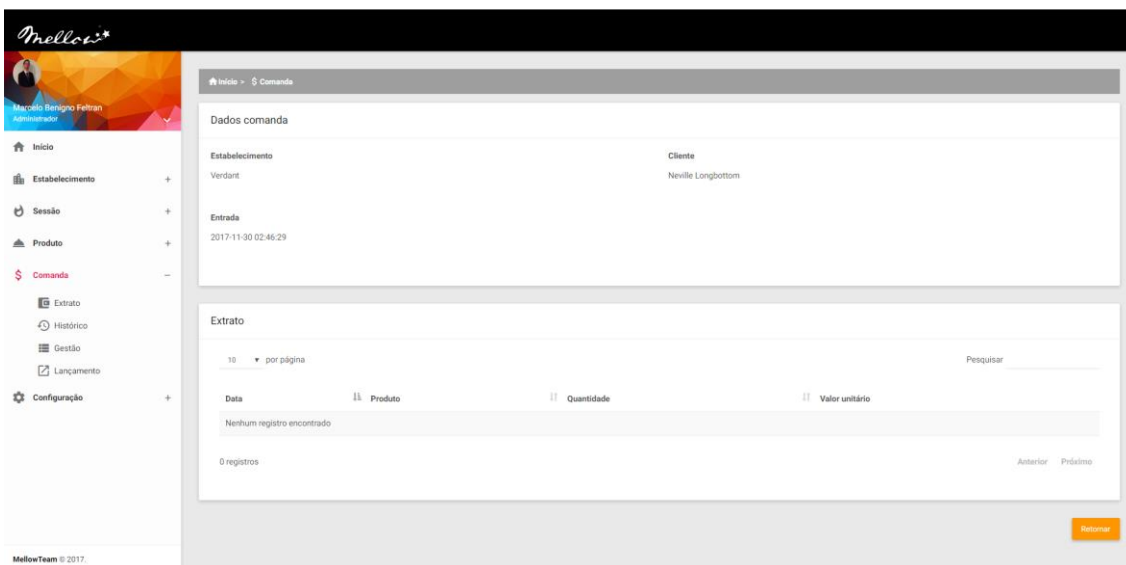 Mellow
Marcelo Benigno Feltran
Administrador
Início
Estabelecimento
Sessão
Produto
Comanda
Extrato
Histórico
Gestão
Lançamento
Configuração
MellowTeam © 2017.
Início > $ Comanda
Dados comanda
Estabelecimento Cliente
Verdant Neville Longbottom
Entrada
2017-11-30 02:46:29
Extrato
10 por página Pesquisar
Data Produto Quantidade Valor unitário
Nenhum registro encontrado
0 registros Anterior Próximo
Retornar